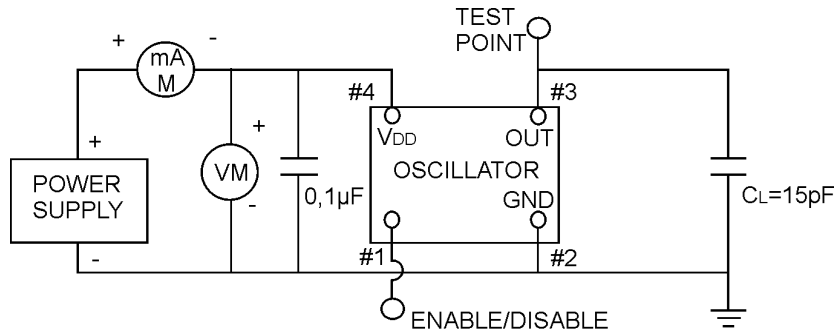 TEST
POINT
+
-
mA
M
#4
#3
VDD
OUT
+
+
VM
-
0,1µF
OSCILLATOR
GND
POWER
SUPPLY
CL=15pF
-
#1
#2
ENABLE/DISABLE